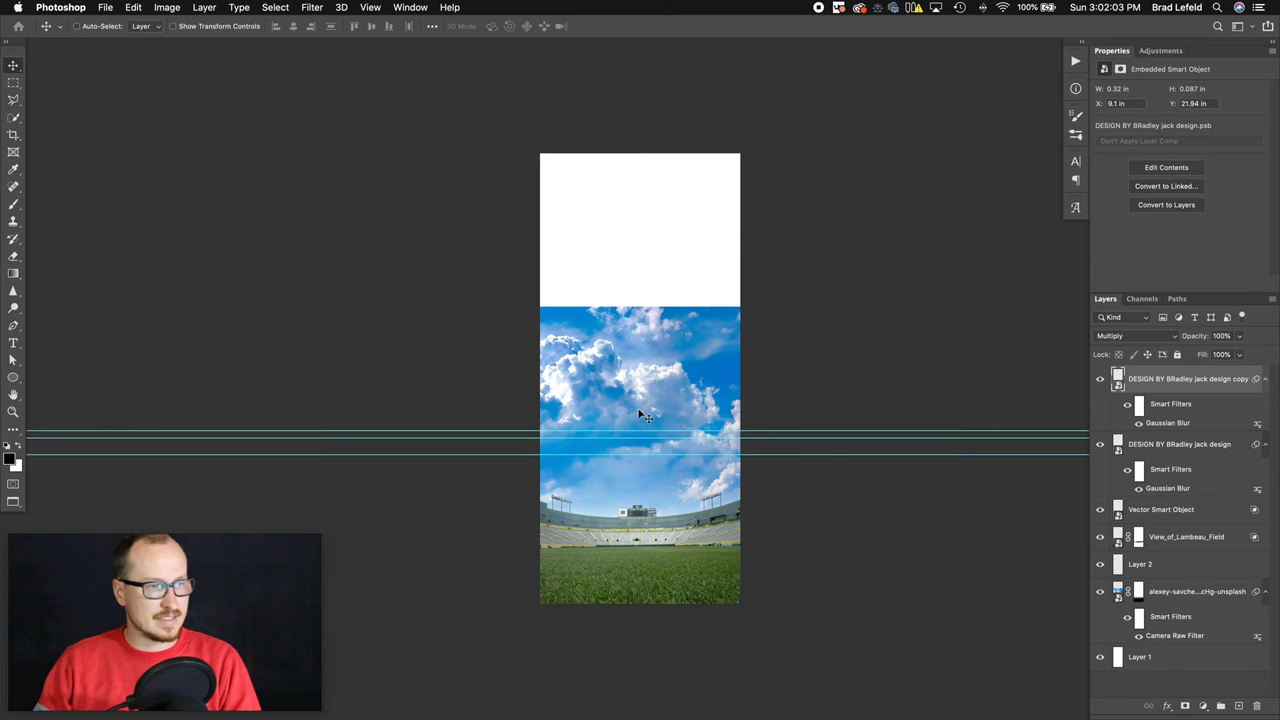 Photoshop File Edit Image Layer Type Select Filter 3D View Window Help
100% Sun 3:02:03 PM Brad Lefeld
Auto-Select: Layer Show Transform Controls 3D Mode:
Properties Adjustments
Embedded Smart Object
W: 0.32 in H: 0.087 in
X: 9.1 in Y: 21.94 in
DESIGN BY BRadley jack design.psb
Don't Apply Layer Comp
Edit Contents
Convert to Linked...
Convert to Layers
Layers Channels Paths
Kind
Multiply Opacity: 100%
Lock: Fill: 100%
DESIGN BY BRadley jack design copy
Smart Filters
Gaussian Blur
DESIGN BY BRadley jack design
Smart Filters
Gaussian Blur
Vector Smart Object
View_of_Lambeau_Field
Layer 2
alexey-savche...cHg-unsplash
Smart Filters
Camera Raw Filter
Layer 1
fx